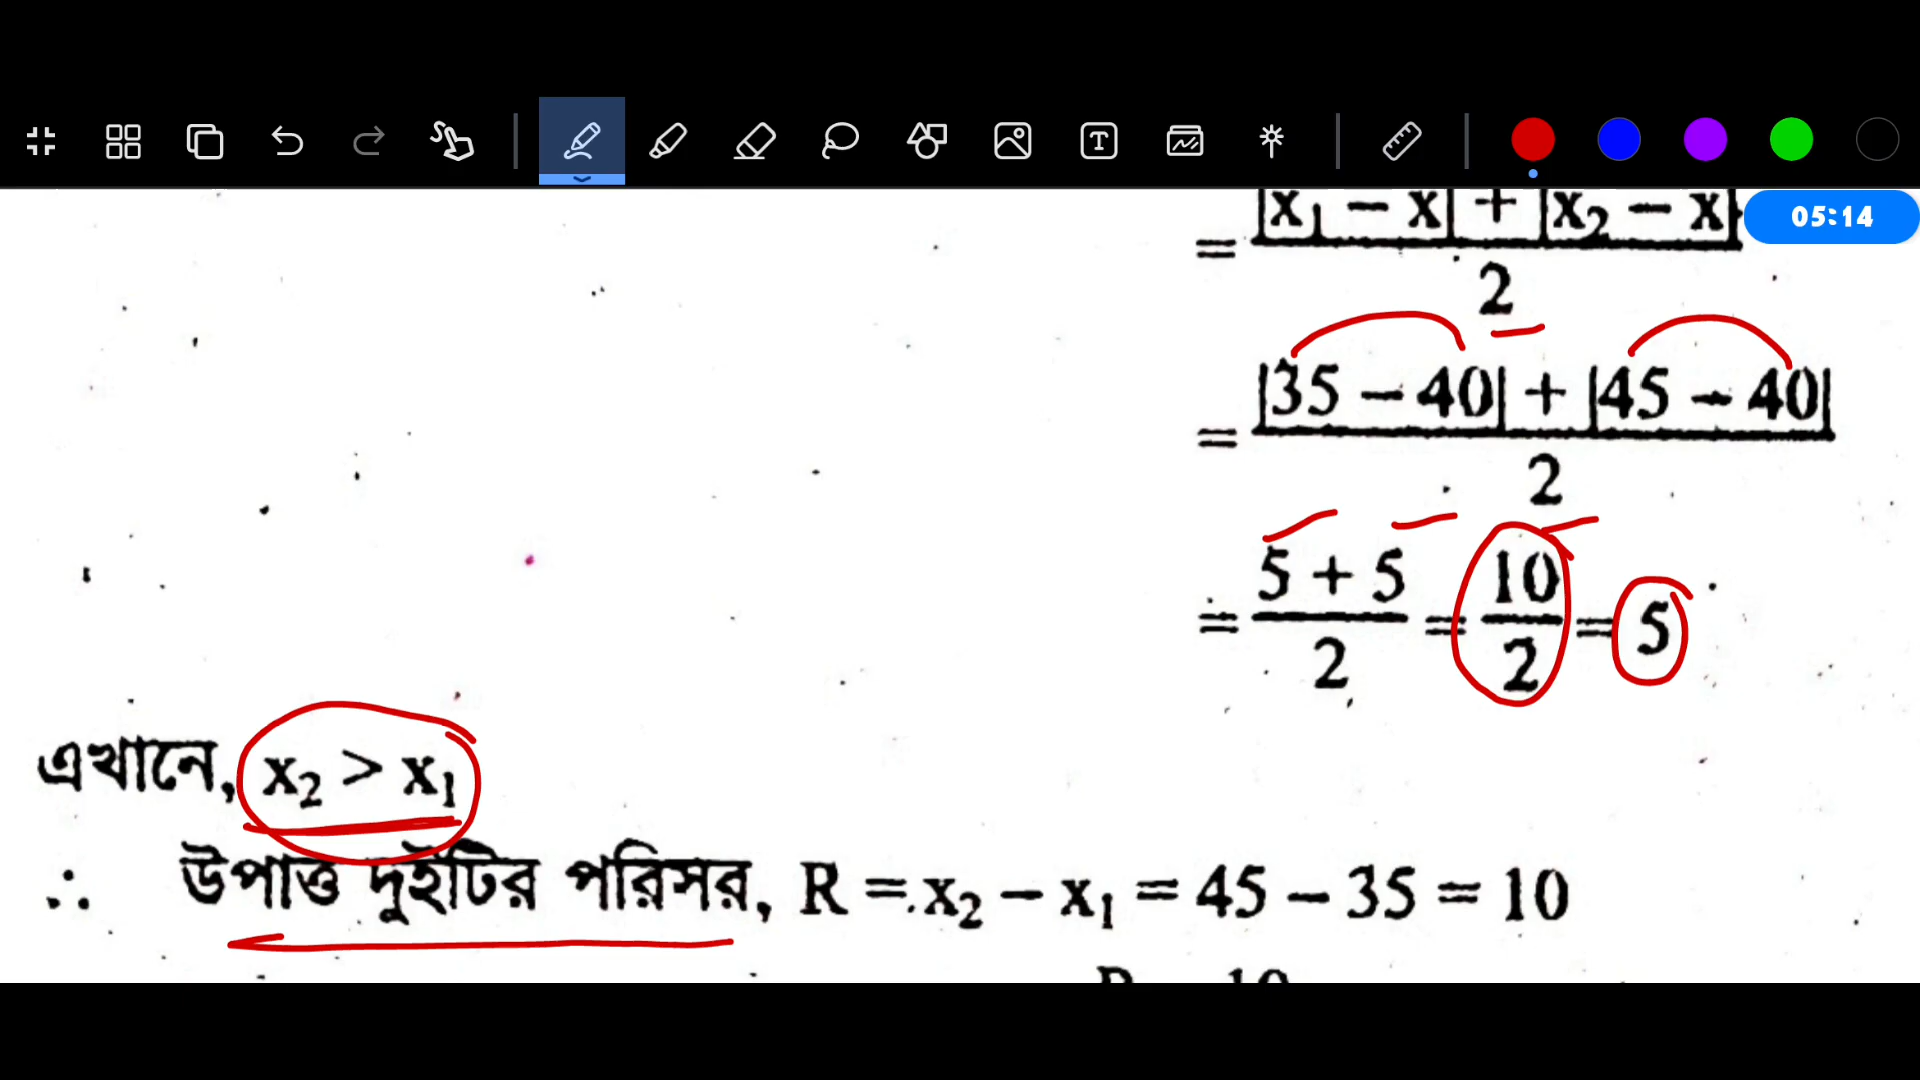 05:14
= |x₁ − x| + |x₂ − x| / 2
= |35 − 40| + |45 − 40| / 2
= 5 + 5 / 2 = 10 / 2 = 5
এখানে, x₂ > x₁
∴ উপাত্ত দুইটির পরিসর, R = x₂ − x₁ = 45 − 35 = 10